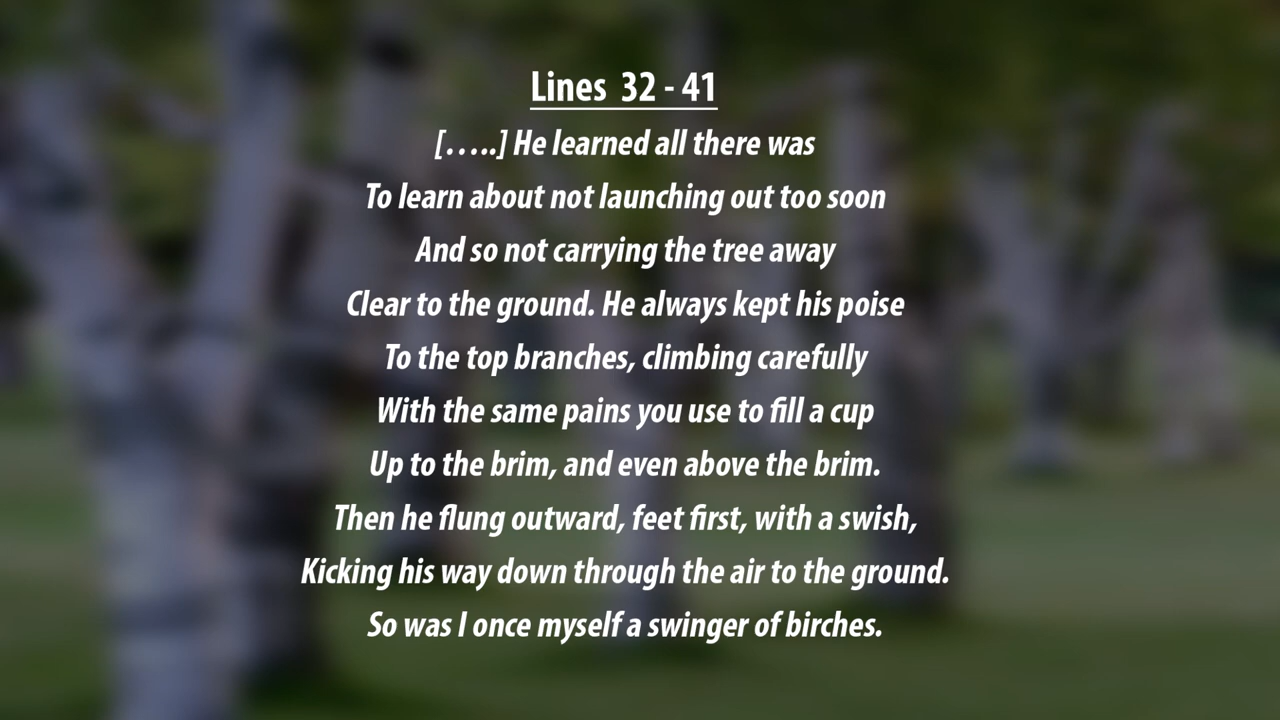 Lines 32 - 41
[.....] He learned all there was
To learn about not launching out too soon
And so not carrying the tree away
Clear to the ground. He always kept his poise
To the top branches, climbing carefully
With the same pains you use to fill a cup
Up to the brim, and even above the brim.
Then he flung outward, feet first, with a swish,
Kicking his way down through the air to the ground.
So was I once myself a swinger of birches.